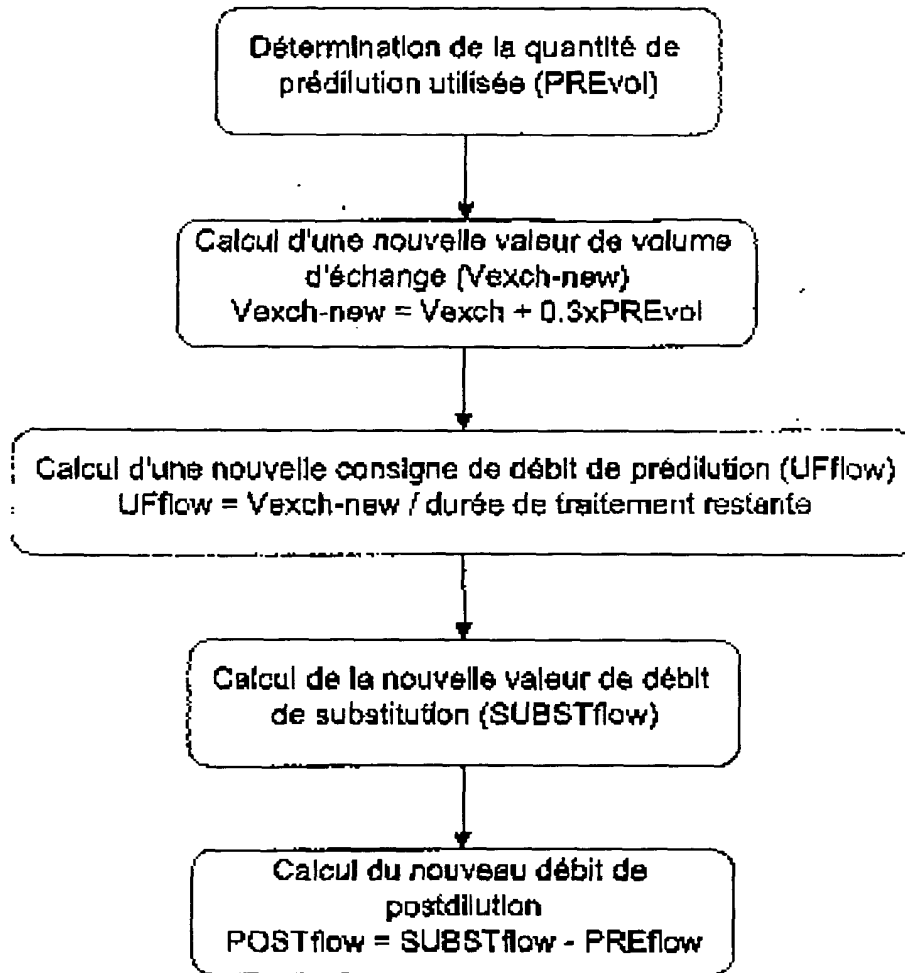 Détermination de la quantité de
prédilution utilisée (PREvol)
Calcul d'une nouvelle valeur de volume
d'échange (Vexch-new)
Vexch-new = Vexch + 0.3xPREvol
Calcul d'une nouvelle consigne de débit de prédilution (UFflow)
UFflow = Vexch-new / durée de traitement restante
Calcul de la nouvelle valeur de débit
de substitution (SUBSTflow)
Calcul du nouveau débit de
postdilution
POSTflow = SUBSTflow - PREflow